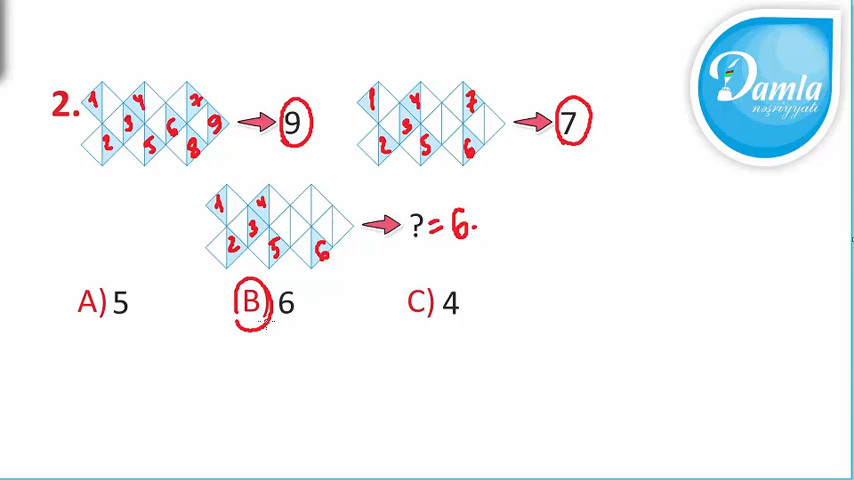 Damla
nəşriyyatı
2. 1 2 3 4 5 6 7 8 9 → 9
1 2 3 4 5 6 7 → 7
1 2 3 4 5 6 → ? = 6.
A) 5 B) 6 C) 4